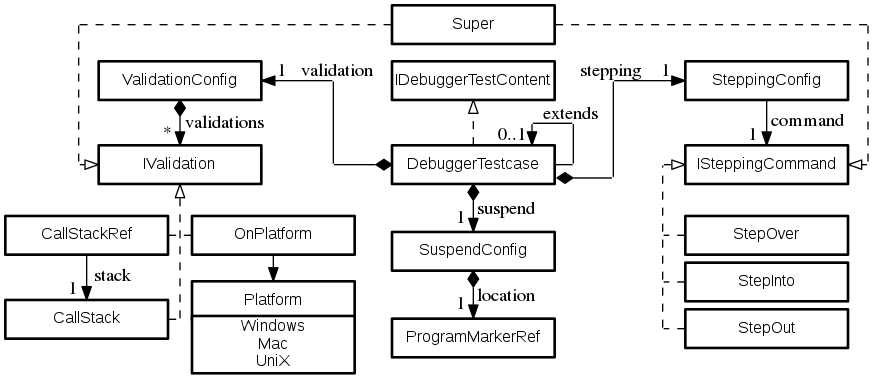 Super
ValidationConfig
1 validation
IDebuggerTestContent
stepping 1
SteppingConfig
* validations
0..1 extends
1 command
IValidation
DebuggerTestcase
ISteppingCommand
1 suspend
CallStackRef
OnPlatform
SuspendConfig
StepOver
1 stack
1 location
StepInto
CallStack
Platform
Windows
Mac
UniX
ProgramMarkerRef
StepOut